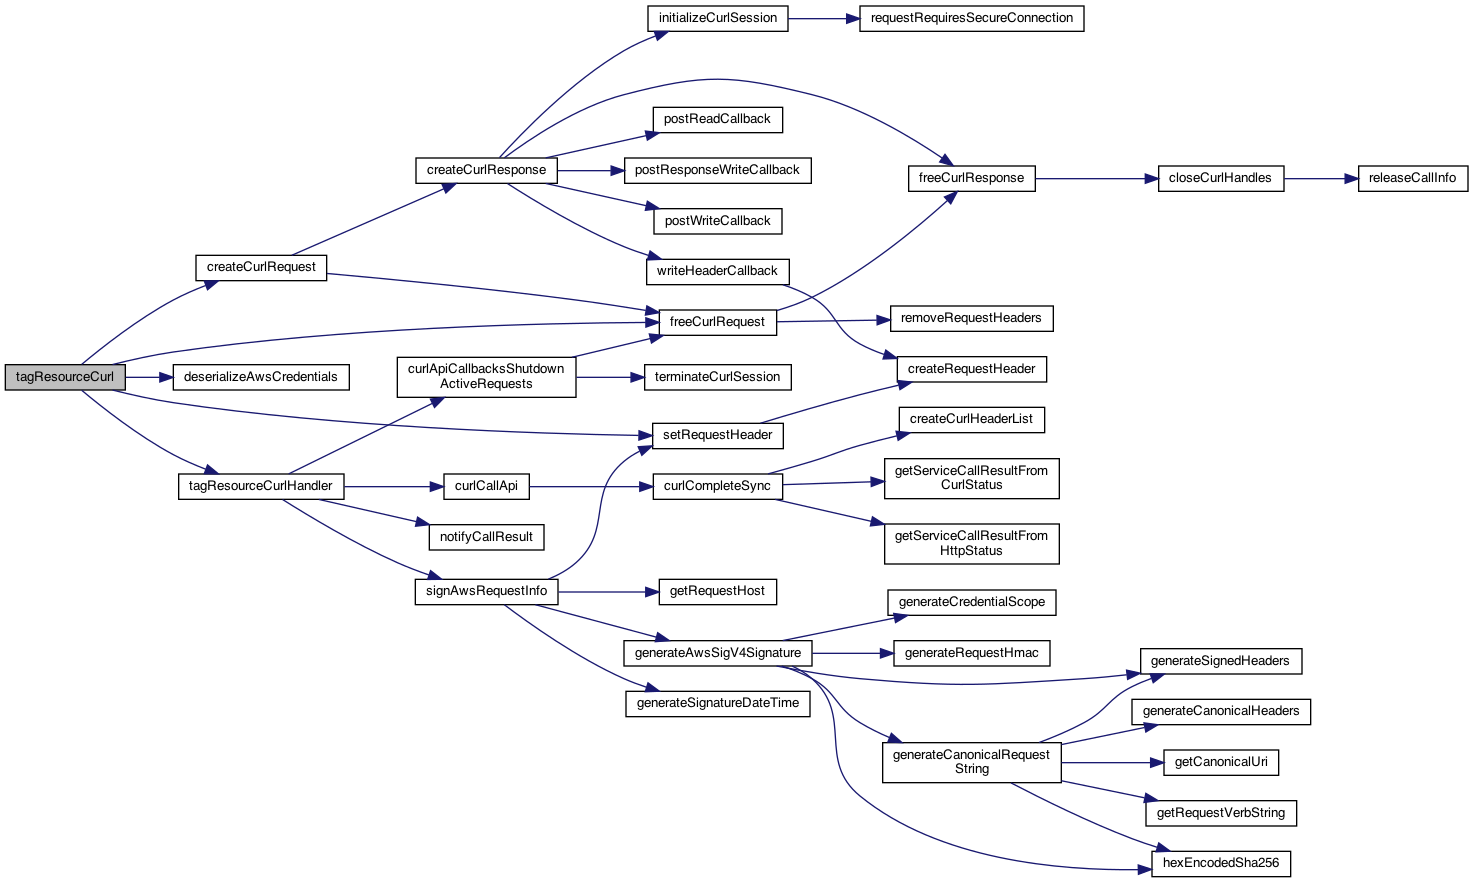 initializeCurlSession
requestRequiresSecureConnection
postReadCallback
createCurlResponse
postResponseWriteCallback
freeCurlResponse
closeCurlHandles
releaseCallInfo
postWriteCallback
createCurlRequest
writeHeaderCallback
freeCurlRequest
removeRequestHeaders
tagResourceCurl
deserializeAwsCredentials
curlApiCallbacksShutdown
ActiveRequests
terminateCurlSession
createRequestHeader
setRequestHeader
createCurlHeaderList
tagResourceCurlHandler
curlCallApi
curlCompleteSync
getServiceCallResultFrom
CurlStatus
notifyCallResult
getServiceCallResultFrom
HttpStatus
signAwsRequestInfo
getRequestHost
generateCredentialScope
generateAwsSigV4Signature
generateRequestHmac
generateSignedHeaders
generateSignatureDateTime
generateCanonicalHeaders
generateCanonicalRequest
String
getCanonicalUri
getRequestVerbString
hexEncodedSha256